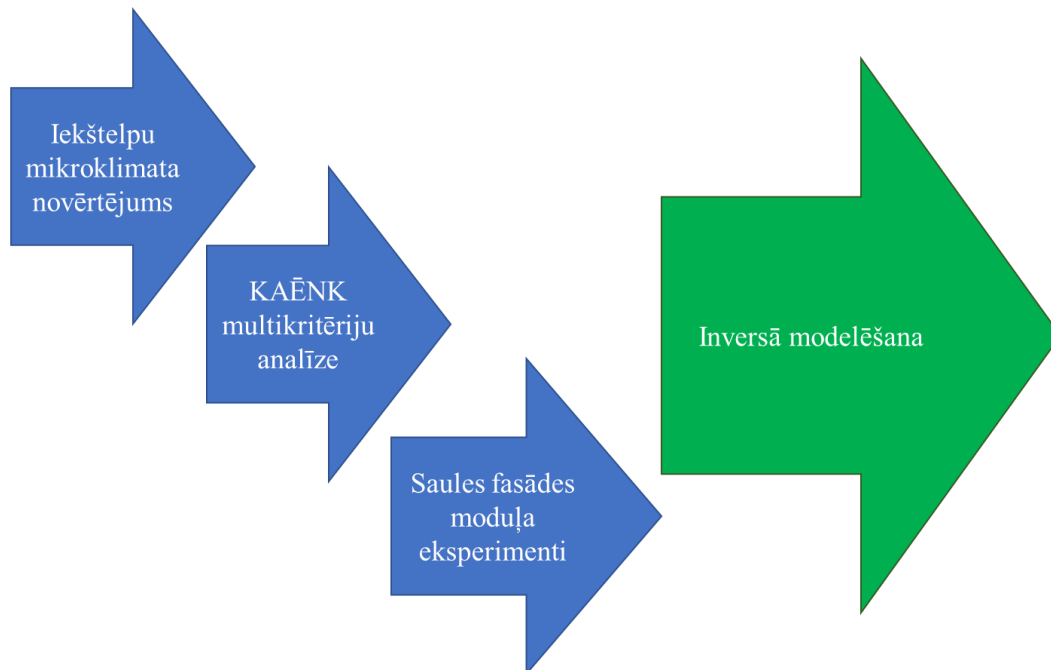 Iekštelpu
mikroklimata
novērtējums
KAĒNK
multikritēriju
analīze
Saules fasādes
moduļa
eksperimenti
Inversā modelēšana